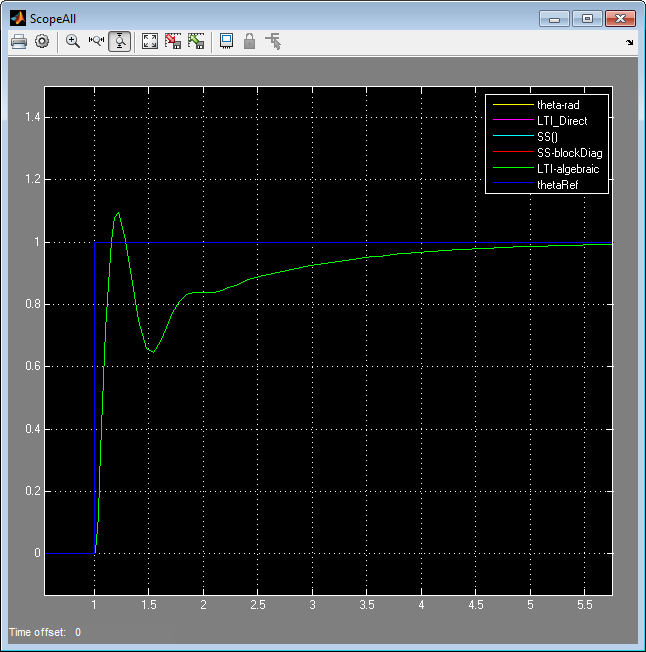 ScopeAll
theta-rad
LTI_Direct
SS()
SS-blockDiag
LTI-algebraic
thetaRef
1.4
1.2
1
0.8
0.6
0.4
0.2
0
1 1.5 2 2.5 3 3.5 4 4.5 5 5.5
Time offset: 0